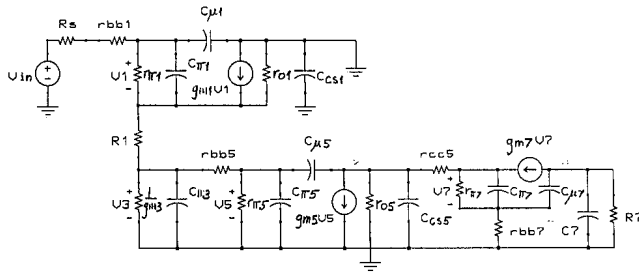 Rs rbb1 Cμ1
Vin + -
+ V1 - rπ1 Cπ1 gm1V1 ro1 Ccs1
R1
rbb5 Cμ5 rcc5 gm7V7
+ V3 - 1/gm3 Cπ3 + V5 - rπ5 Cπ5 gm5V5 ro5 Ccs5 + V7 - rπ7 Cπ7 Cμ7
rbb7 C7 R7